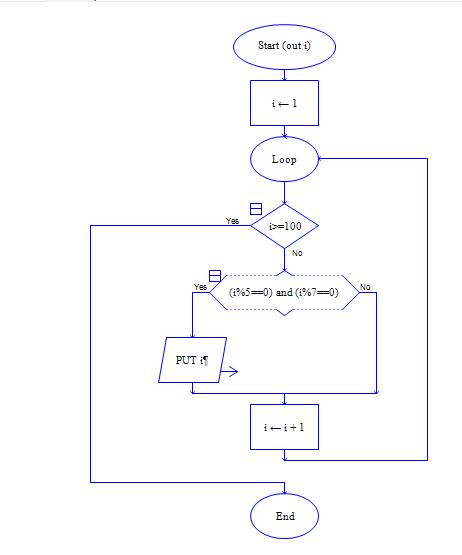 Start (out i)
i ← 1
Loop
Yes
i>=100
No
Yes
(i%5==0) and (i%7==0)
No
PUT i¶
i ← i + 1
End